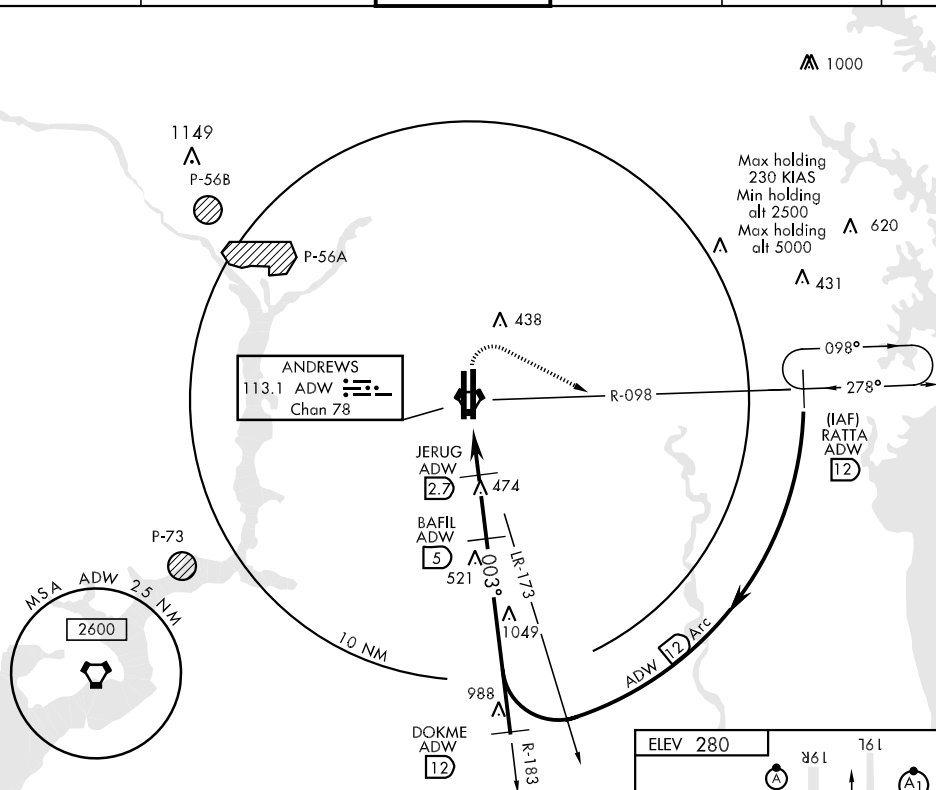 1000
1149
P-56B
P-56A
Max holding
230 KIAS
Min holding
alt 2500
Max holding
alt 5000
620
431
438
ANDREWS
113.1 ADW
Chan 78
R-098
098°
278°
(IAF)
RATTA
ADW
12
JERUG
ADW
2.7
474
BAFIL
ADW
5
521
003°
LR-173
1049
P-73
MSA ADW 25 NM
2600
10 NM
ADW 12 Arc
988
DOKME
ADW
12
R-183
ELEV 280
19R
19L
A
A1